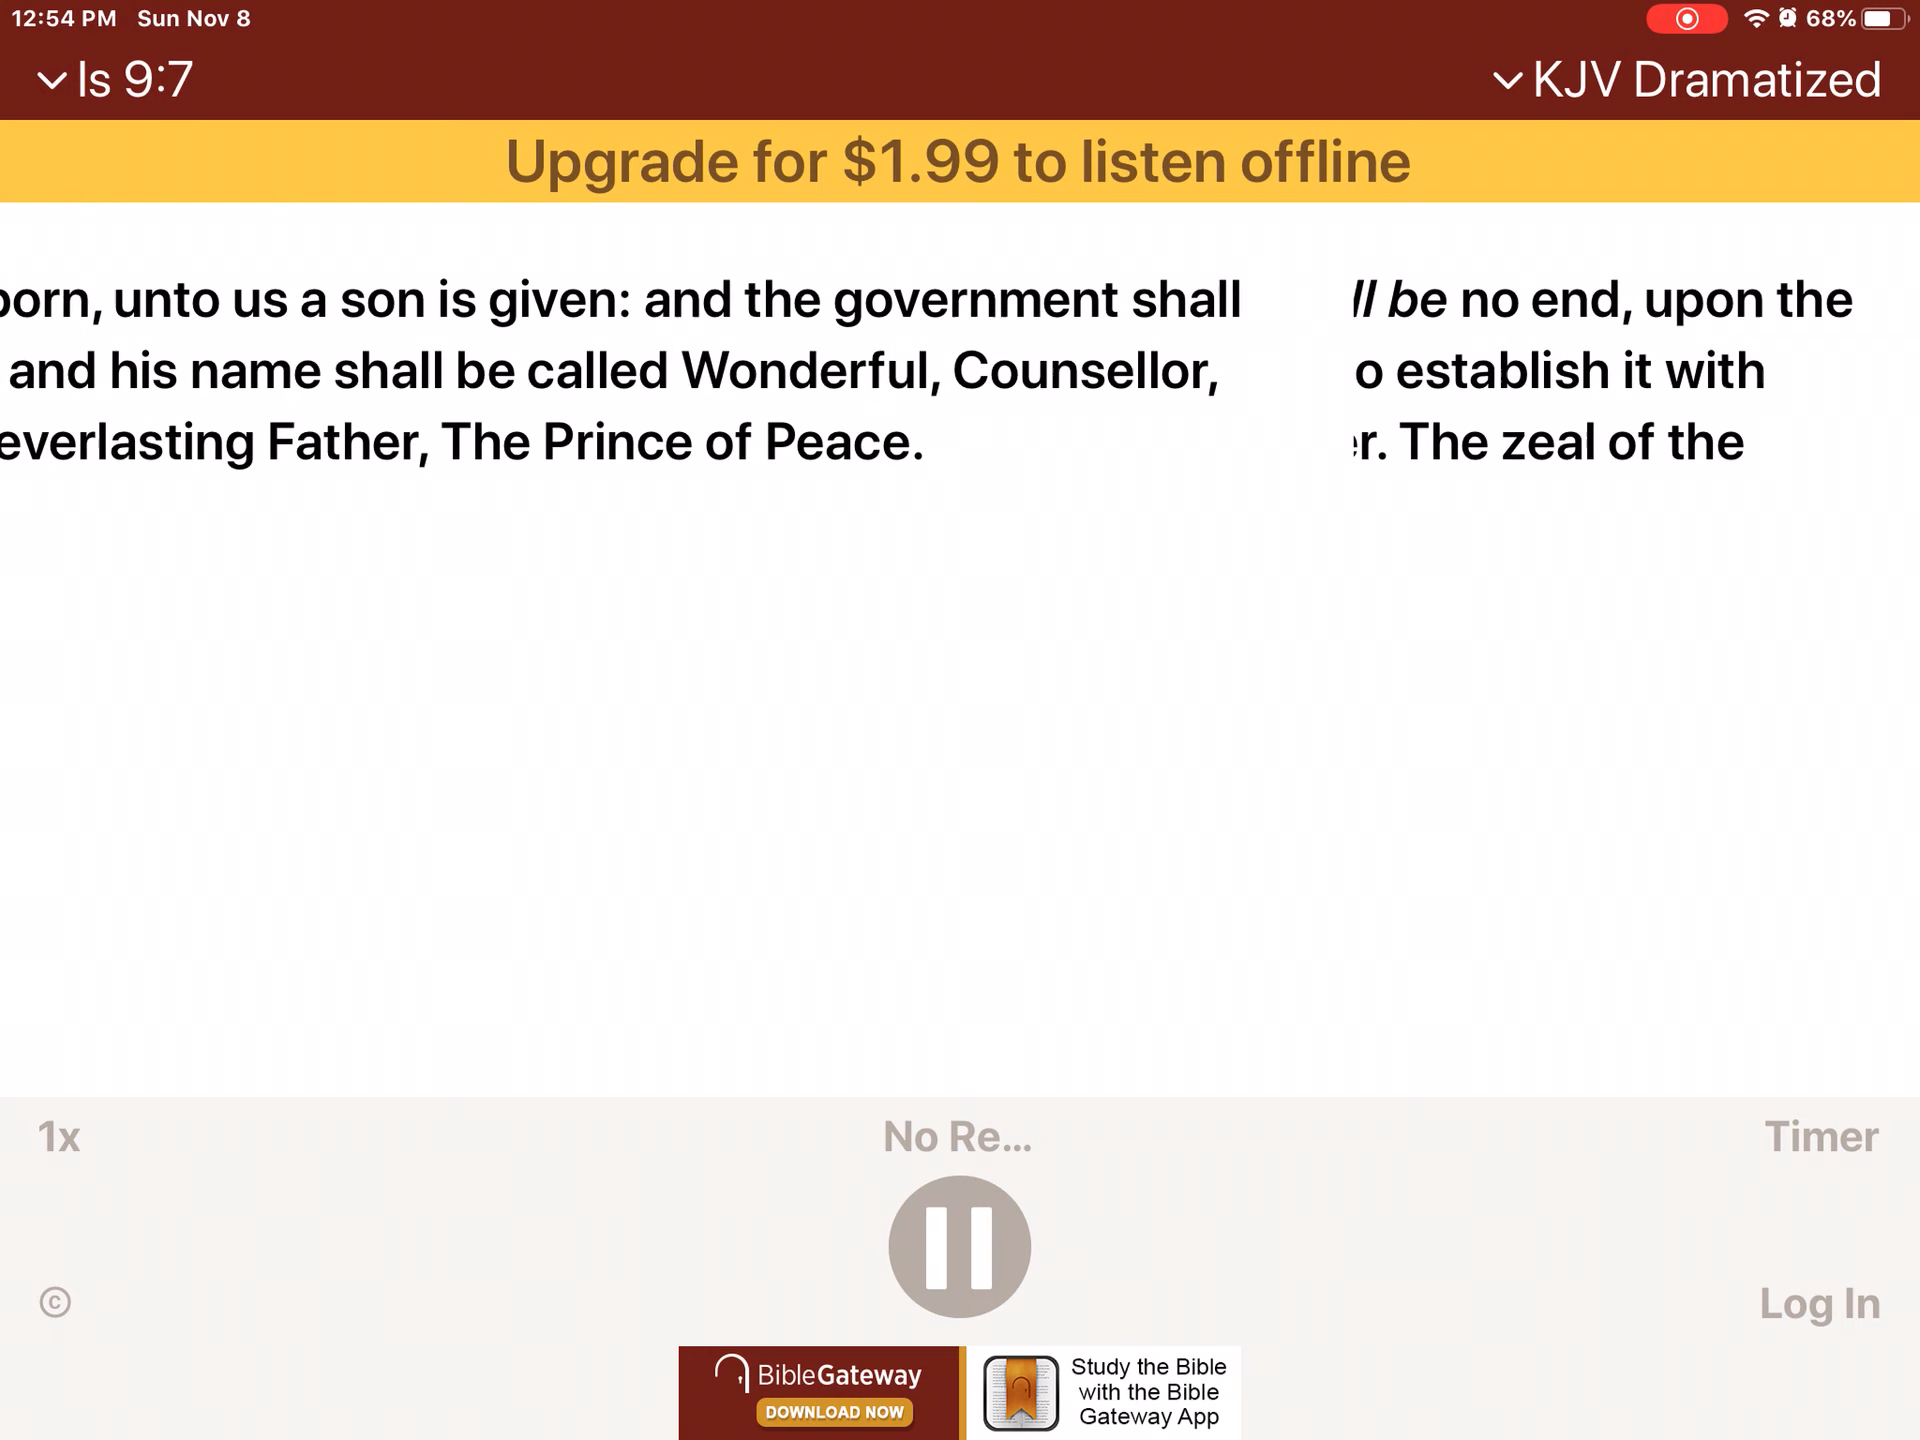 12:54 PM Sun Nov 8 68%
Is 9:7 KJV Dramatized
Upgrade for $1.99 to listen offline
born, unto us a son is given: and the government shall
and his name shall be called Wonderful, Counsellor,
everlasting Father, The Prince of Peace.
ll be no end, upon the
o establish it with
r. The zeal of the
1x No Re... Timer
© Log In
BibleGateway
DOWNLOAD NOW
Study the Bible
with the Bible
Gateway App